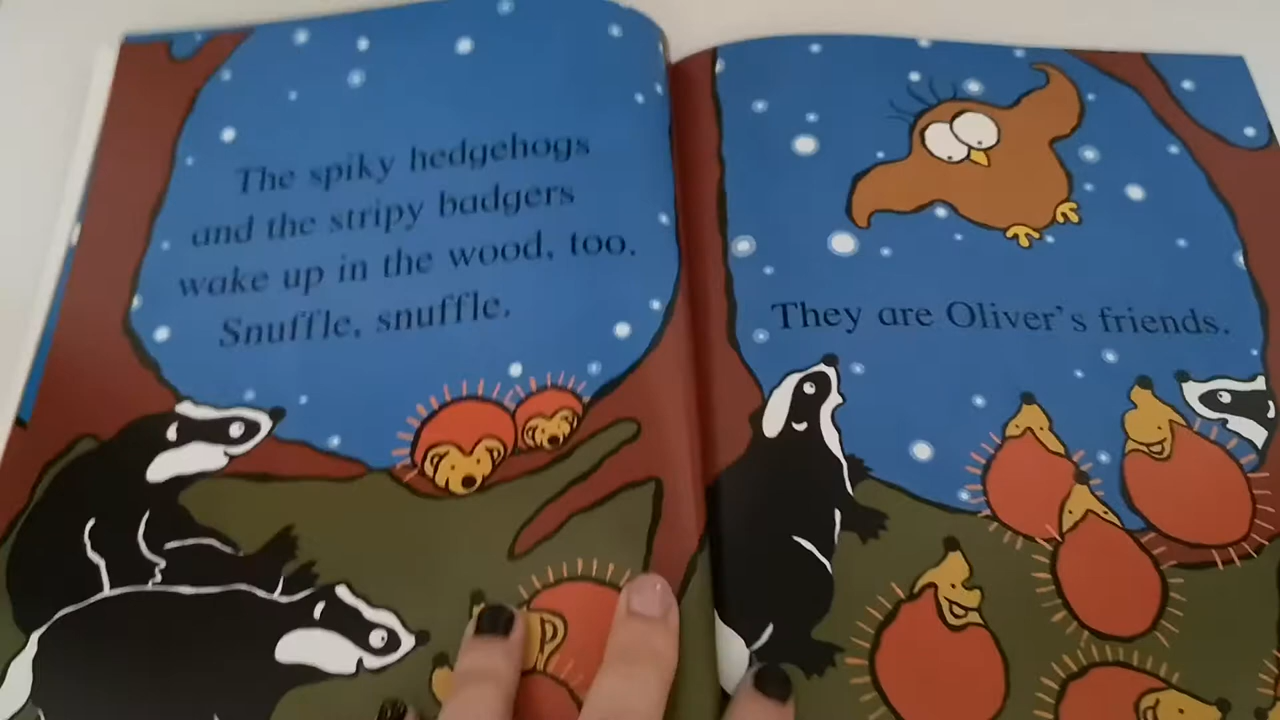 The spiky hedgehogs
and the stripy badgers
wake up in the wood, too.
Snuffle, snuffle.
They are Oliver's friends.